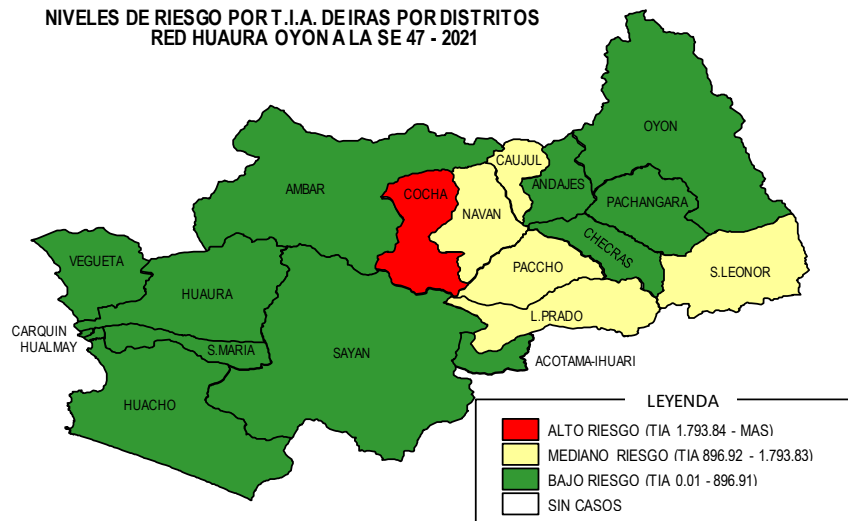 NIVELES DE RIESGO POR T.I.A. DE IRAS POR DISTRITOS
RED HUAURA OYON A LA SE 47 - 2021
OYON
CAUJUL
AMBAR
COCHA
ANDAJES
NAVAN
PACHANGARA
CHECRAS
VEGUETA
PACCHO
S.LEONOR
HUAURA
L.PRADO
CARQUIN
HUALMAY
S.MARIA
SAYAN
ACOTAMA-IHUARI
HUACHO
LEYENDA
ALTO RIESGO (TIA 1.793.84 - MAS)
MEDIANO RIESGO (TIA 896.92 - 1.793.83)
BAJO RIESGO (TIA 0.01 - 896.91)
SIN CASOS